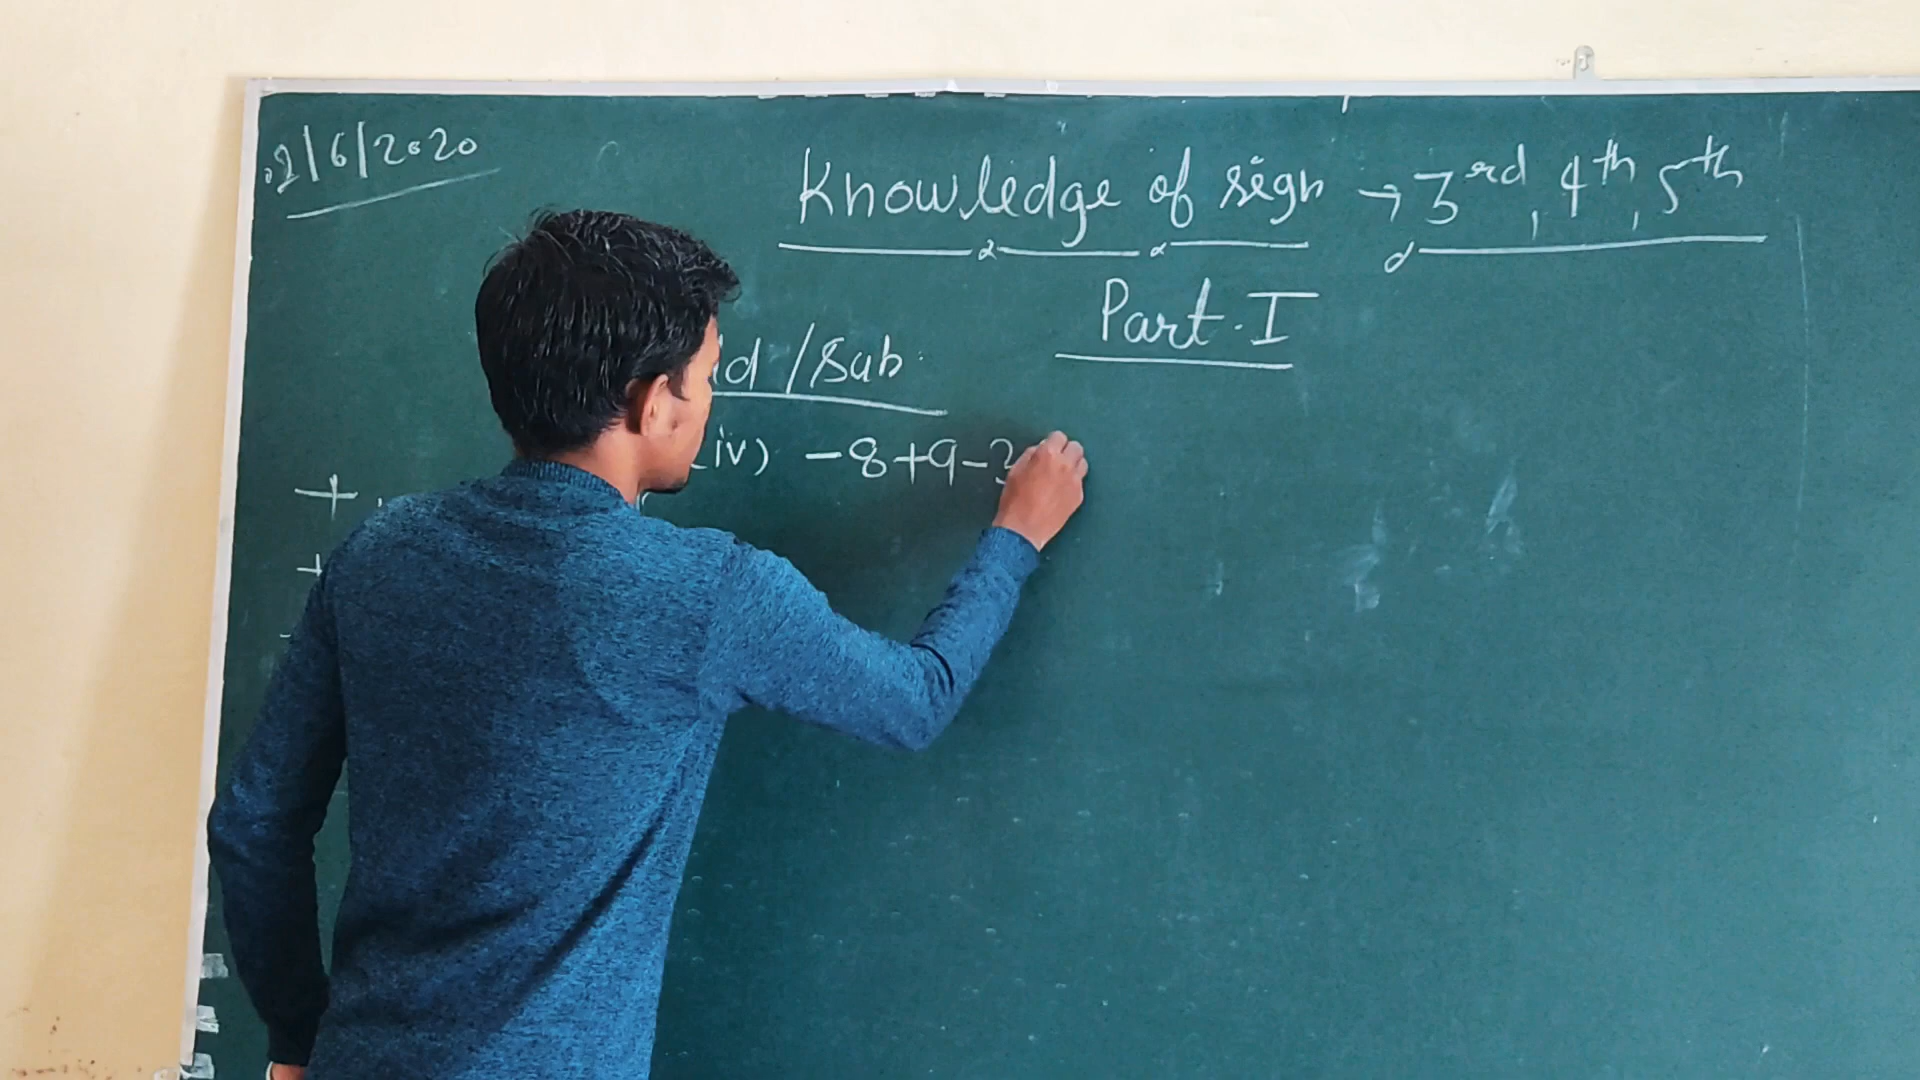 2/6/2020
Knowledge of sign → 3rd, 4th, 5th
Part-I
/Sub
(iv) -8+9-3
+
+